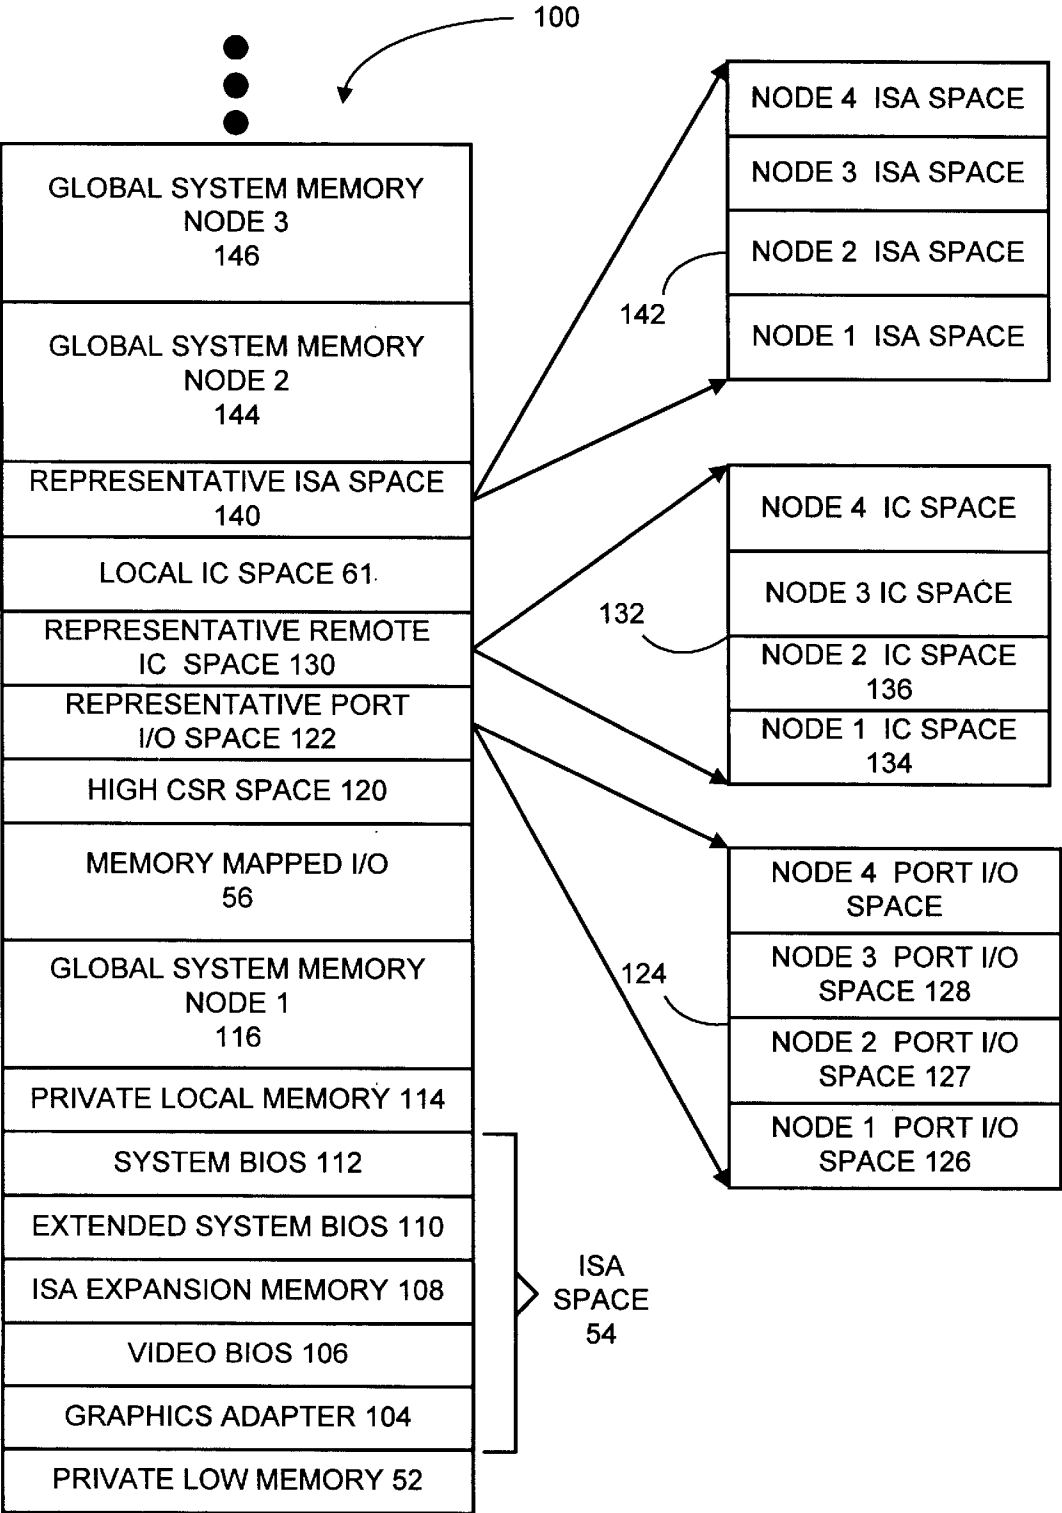 100
GLOBAL SYSTEM MEMORY
NODE 3
146
GLOBAL SYSTEM MEMORY
NODE 2
144
REPRESENTATIVE ISA SPACE
140
LOCAL IC SPACE 61
REPRESENTATIVE REMOTE
IC SPACE 130
REPRESENTATIVE PORT
I/O SPACE 122
HIGH CSR SPACE 120
MEMORY MAPPED I/O
56
GLOBAL SYSTEM MEMORY
NODE 1
116
PRIVATE LOCAL MEMORY 114
SYSTEM BIOS 112
EXTENDED SYSTEM BIOS 110
ISA EXPANSION MEMORY 108
VIDEO BIOS 106
GRAPHICS ADAPTER 104
PRIVATE LOW MEMORY 52
ISA
SPACE
54
NODE 4 ISA SPACE
NODE 3 ISA SPACE
NODE 2 ISA SPACE
NODE 1 ISA SPACE
142
NODE 4 IC SPACE
NODE 3 IC SPACE
NODE 2 IC SPACE
136
NODE 1 IC SPACE
134
132
NODE 4 PORT I/O
SPACE
NODE 3 PORT I/O
SPACE 128
NODE 2 PORT I/O
SPACE 127
NODE 1 PORT I/O
SPACE 126
124